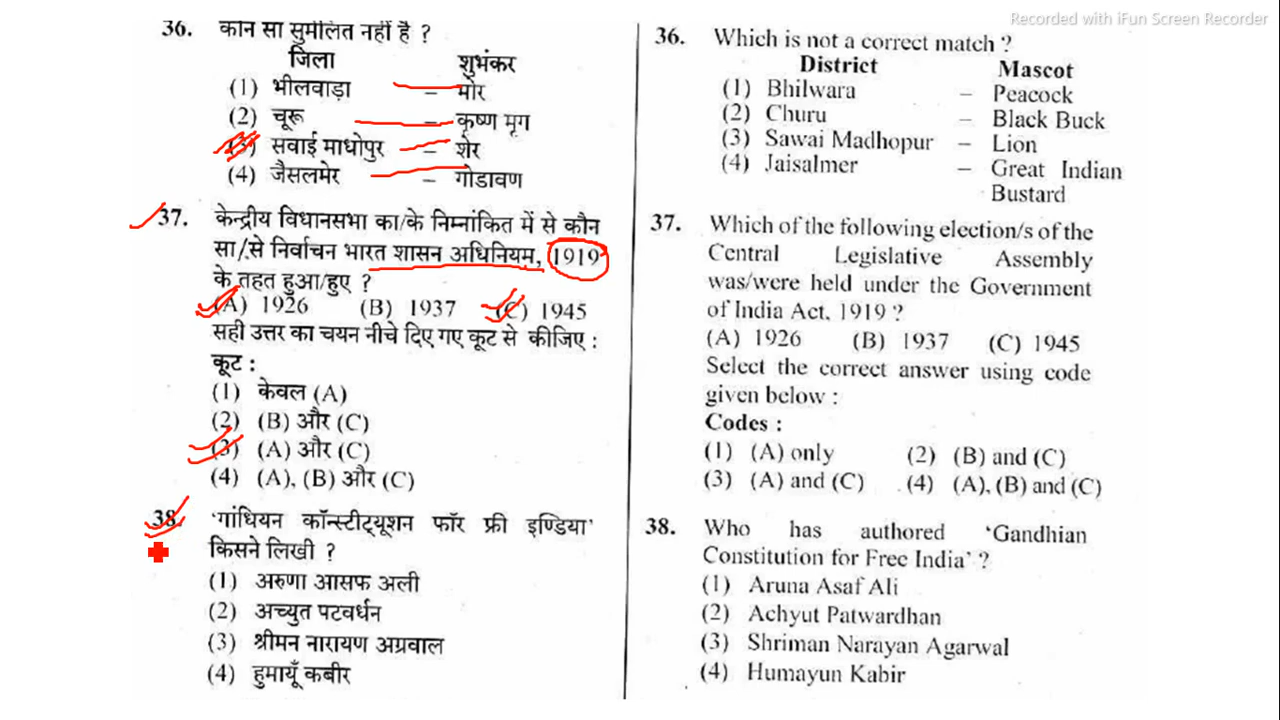 Recorded with iFun Screen Recorder
36. कौन सा सुमेलित नहीं है ?
जिला शुभंकर
(1) भीलवाड़ा – मोर
(2) चूरू – कृष्ण मृग
(3) सवाई माधोपुर – शेर
(4) जैसलमेर – गोडावण
37. केन्द्रीय विधानसभा का/के निम्नांकित में से कौन
सा/से निर्वाचन भारत शासन अधिनियम, 1919
के तहत हुआ/हुए ?
(A) 1926 (B) 1937 (C) 1945
सही उत्तर का चयन नीचे दिए गए कूट से कीजिए :
कूट :
(1) केवल (A)
(2) (B) और (C)
(3) (A) और (C)
(4) (A), (B) और (C)
38. 'गांधियन कॉन्स्टीट्यूशन फॉर फ्री इण्डिया'
किसने लिखी ?
(1) अरुणा आसफ अली
(2) अच्युत पटवर्धन
(3) श्रीमन नारायण अग्रवाल
(4) हुमायूँ कबीर
36. Which is not a correct match ?
District Mascot
(1) Bhilwara – Peacock
(2) Churu – Black Buck
(3) Sawai Madhopur – Lion
(4) Jaisalmer – Great Indian
Bustard
37. Which of the following election/s of the
Central Legislative Assembly
was/were held under the Government
of India Act, 1919 ?
(A) 1926 (B) 1937 (C) 1945
Select the correct answer using code
given below :
Codes :
(1) (A) only (2) (B) and (C)
(3) (A) and (C) (4) (A), (B) and (C)
38. Who has authored 'Gandhian
Constitution for Free India' ?
(1) Aruna Asaf Ali
(2) Achyut Patwardhan
(3) Shriman Narayan Agarwal
(4) Humayun Kabir